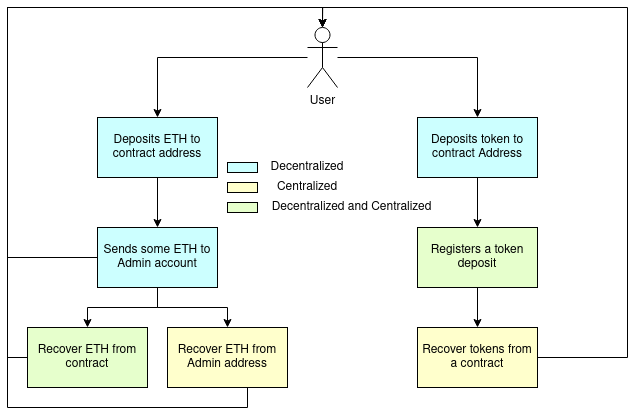 User
Deposits ETH to
contract address
Deposits token to
contract Address
Decentralized
Centralized
Decentralized and Centralized
Sends some ETH to
Admin account
Registers a token
deposit
Recover ETH from
contract
Recover ETH from
Admin address
Recover tokens from
a contract